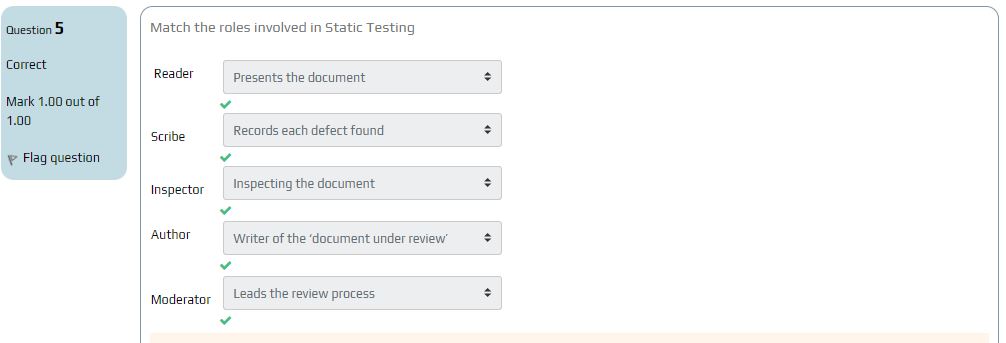 Question 5
Correct
Mark 1.00 out of
1.00
Flag question
Match the roles involved in Static Testing
Reader
Presents the document
Scribe
Records each defect found
Inspector
Inspecting the document
Author
Writer of the ‘document under review’
Moderator
Leads the review process